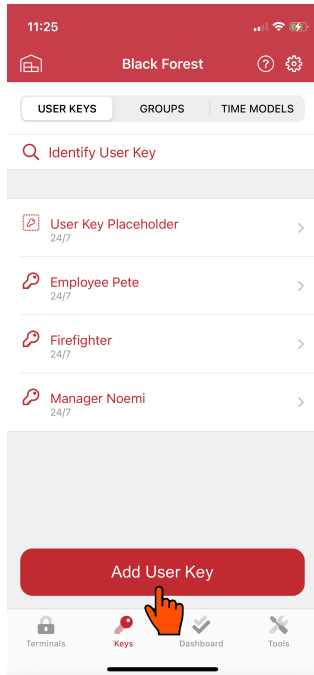 11:25
Black Forest
USER KEYS GROUPS TIME MODELS
Identify User Key
User Key Placeholder
24/7
Employee Pete
24/7
Firefighter
24/7
Manager Noemi
24/7
Add User Key
Terminals Keys Dashboard Tools